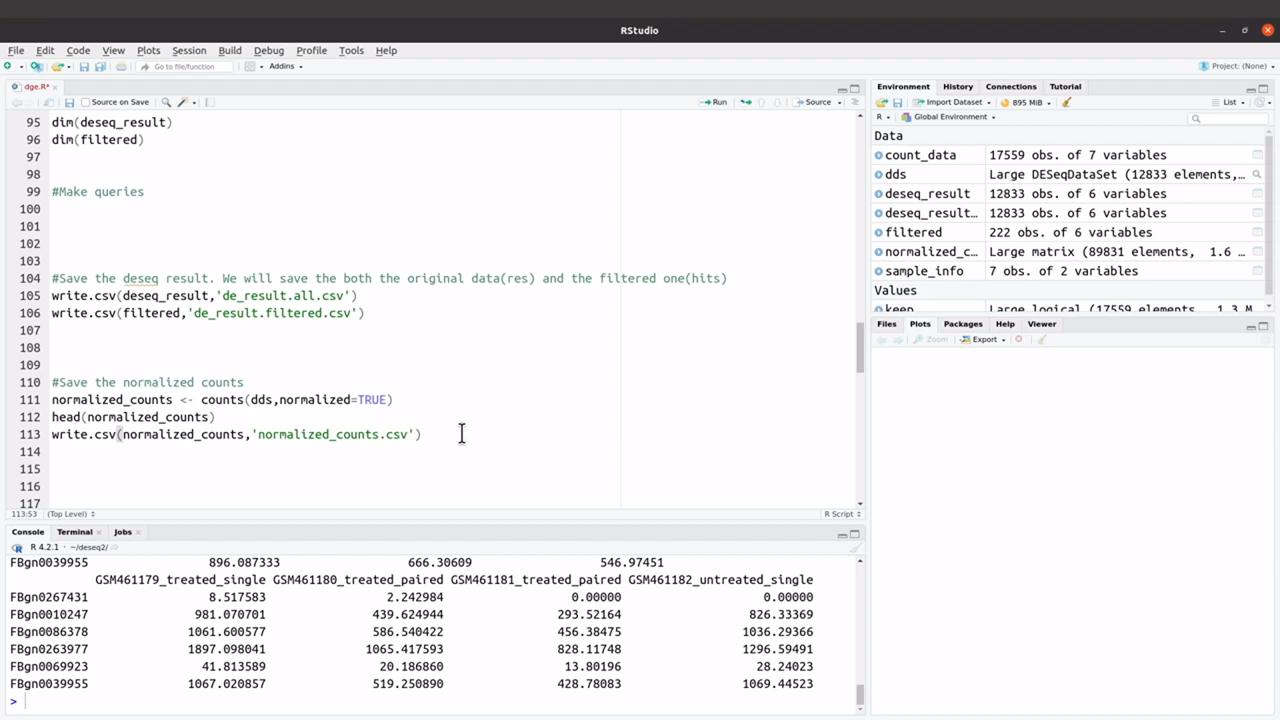 RStudio
File Edit Code View Plots Session Build Debug Profile Tools Help
Go to file/function Addins Project: (None)
dge.R*
Source on Save Run Source
95 dim(deseq_result)
96 dim(filtered)
97
98
99 #Make queries
100
101
102
103
104 #Save the deseq result. We will save the both the original data(res) and the filtered one(hits)
105 write.csv(deseq_result,'de_result.all.csv')
106 write.csv(filtered,'de_result.filtered.csv')
107
108
109
110 #Save the normalized counts
111 normalized_counts <- counts(dds,normalized=TRUE)
112 head(normalized_counts)
113 write.csv(normalized_counts,'normalized_counts.csv')
114
115
116
117
113:53 (Top Level) R Script
Console Terminal Jobs
R 4.2.1 · ~/deseq2/
FBgn0039955 896.087333 666.30609 546.97451
GSM461179_treated_single GSM461180_treated_paired GSM461181_treated_paired GSM461182_untreated_single
FBgn0267431 8.517583 2.242984 0.00000 0.00000
FBgn0010247 981.070701 439.624944 293.52164 826.33369
FBgn0086378 1061.600577 586.540422 456.38475 1036.29366
FBgn0263977 1897.098041 1065.417593 828.11748 1296.59491
FBgn0069923 41.813589 20.186860 13.80196 28.24023
FBgn0039955 1067.020857 519.250890 428.78083 1069.44523
>
Environment History Connections Tutorial
Import Dataset 895 MiB List
R Global Environment
Data
count_data 17559 obs. of 7 variables
dds Large DESeqDataSet (12833 elements,…
deseq_result 12833 obs. of 6 variables
deseq_result… 12833 obs. of 6 variables
filtered 222 obs. of 6 variables
normalized_c… Large matrix (89831 elements, 1.6 …
sample_info 7 obs. of 2 variables
Values
keep Large logical (17559 elements, 1.3 M
Files Plots Packages Help Viewer
Zoom Export